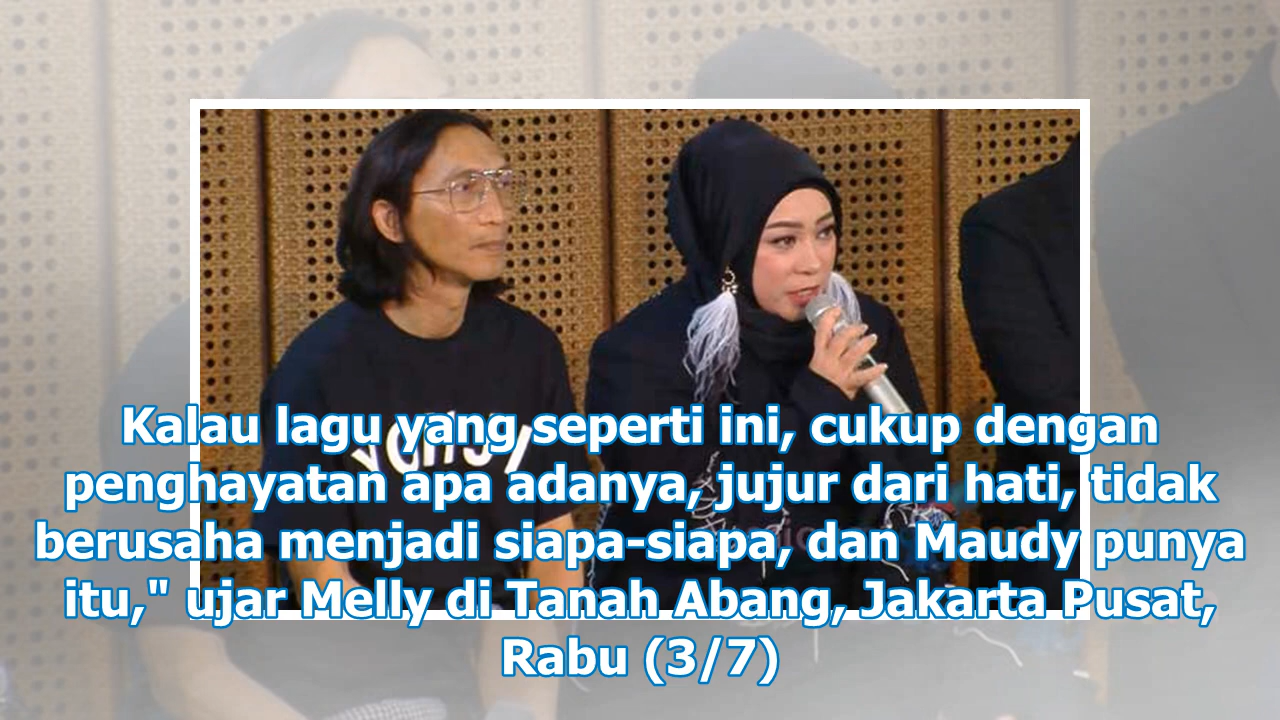 Kalau lagu yang seperti ini, cukup dengan
penghayatan apa adanya, jujur dari hati, tidak
berusaha menjadi siapa-siapa, dan Maudy punya
itu," ujar Melly di Tanah Abang, Jakarta Pusat,
Rabu (3/7)